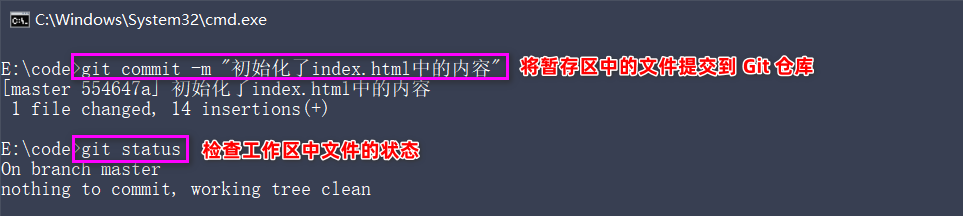 C:\Windows\System32\cmd.exe
E:\code>git commit -m "初始化了index.html中的内容" 将暂存区中的文件提交到 Git 仓库
[master 554647a] 初始化了index.html中的内容
1 file changed, 14 insertions(+)
E:\code>git status 检查工作区中文件的状态
On branch master
nothing to commit, working tree clean